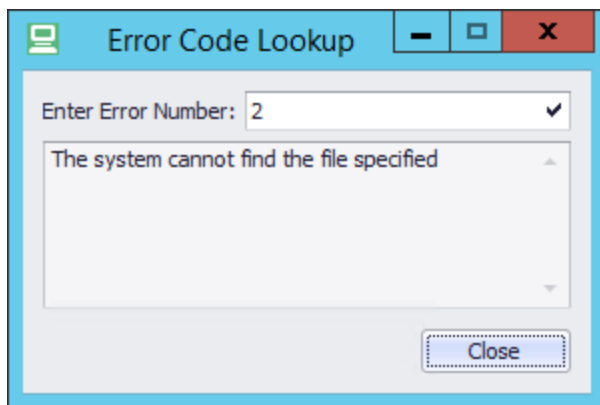 Error Code Lookup
Enter Error Number: 2
The system cannot find the file specified
Close